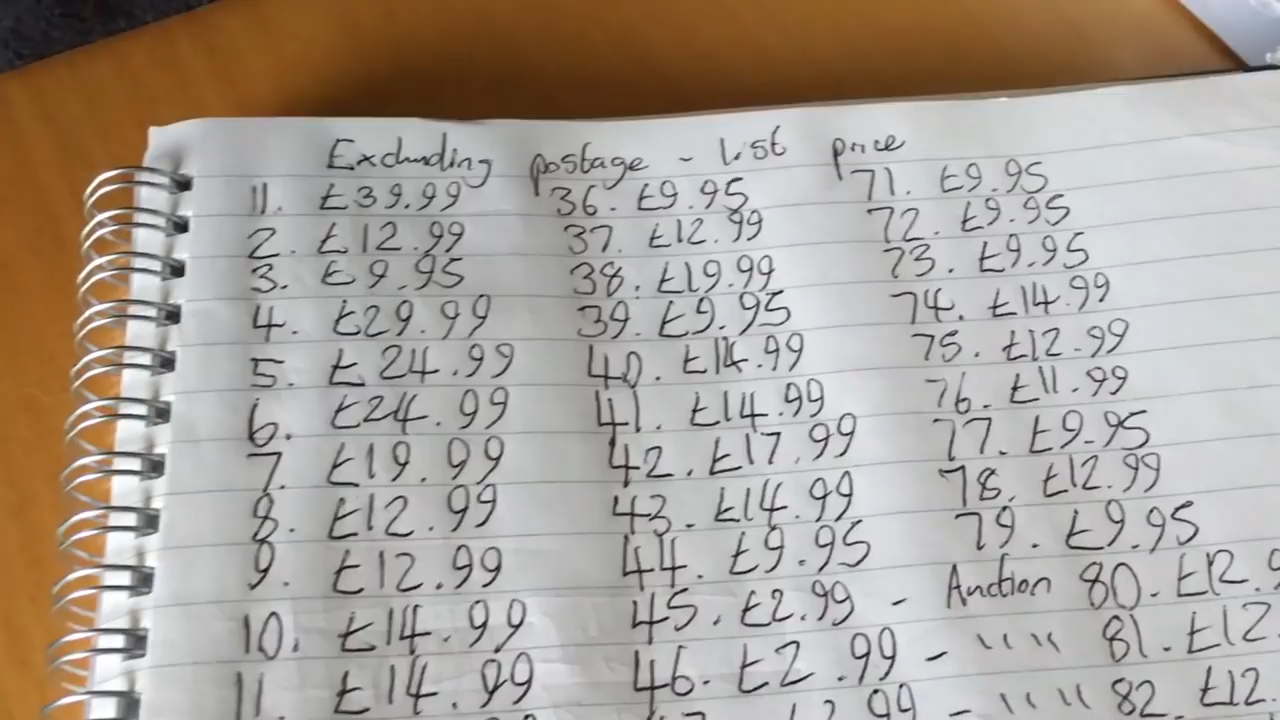 Excluding postage - list price
11. £39.99 36. £9.95 71. £9.95
2. £12.99 37. £12.99 72. £9.95
3. £9.95 38. £19.99 73. £9.95
4. £29.99 39. £9.95 74. £14.99
5. £24.99 40. £14.99 75. £12.99
6. £24.99 41. £14.99 76. £11.99
7. £19.99 42. £17.99 77. £9.95
8. £12.99 43. £14.99 78. £12.99
9. £12.99 44. £9.95 79. £9.95
10. £14.99 45. £2.99 - Auction 80. £12.9
11. £14.99 46. £2.99 - " " 81. £12.
2.99 - " " 82 £12.